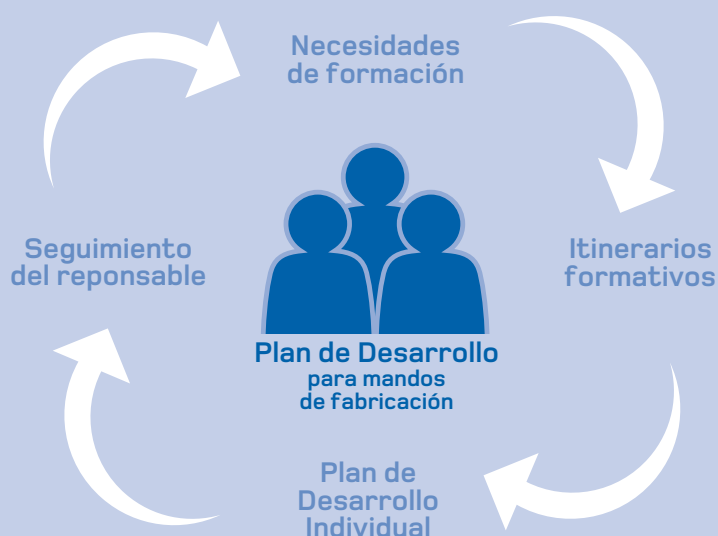 Necesidades
de formación
Itinerarios
formativos
Plan de
Desarrollo
Individual
Seguimiento
del reponsable
Plan de Desarrollo
para mandos
de fabricación